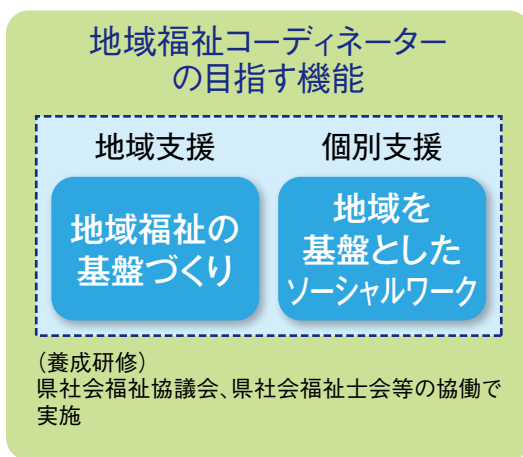 地域福祉コーディネーター
の目指す機能
地域支援
個別支援
地域福祉の
基盤づくり
地域を
基盤とした
ソーシャルワーク
(養成研修)
県社会福祉協議会、県社会福祉士会等の協働で
実施